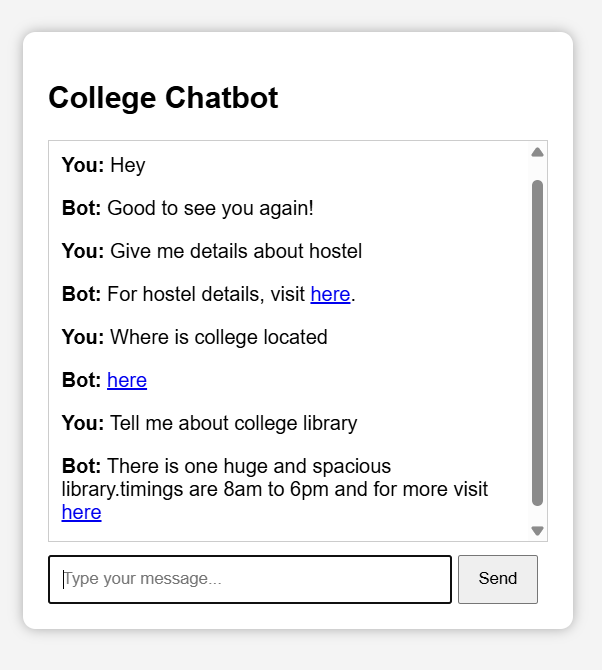 College Chatbot
You: Hey
Bot: Good to see you again!
You: Give me details about hostel
Bot: For hostel details, visit here.
You: Where is college located
Bot: here
You: Tell me about college library
Bot: There is one huge and spacious
library.timings are 8am to 6pm and for more visit
here
Type your message...
Send